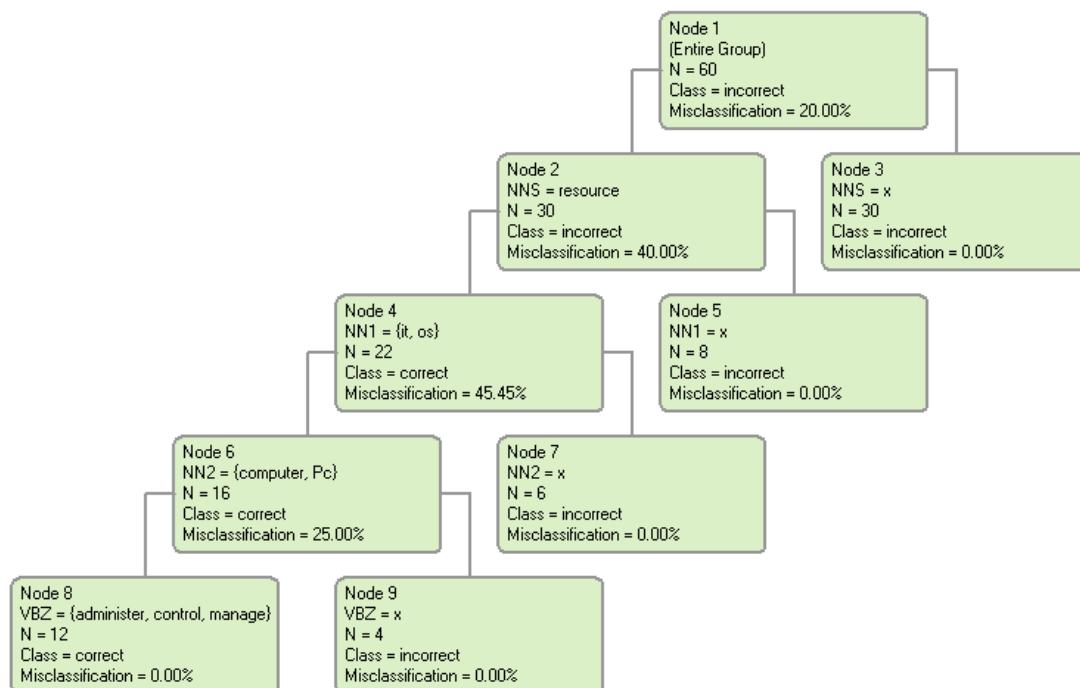 Node 1
(Entire Group)
N = 60
Class = incorrect
Misclassification = 20.00%
Node 2
NNS = resource
N = 30
Class = incorrect
Misclassification = 40.00%
Node 3
NNS = x
N = 30
Class = incorrect
Misclassification = 0.00%
Node 4
NN1 = {it, os}
N = 22
Class = correct
Misclassification = 45.45%
Node 5
NN1 = x
N = 8
Class = incorrect
Misclassification = 0.00%
Node 6
NN2 = {computer, Pc}
N = 16
Class = correct
Misclassification = 25.00%
Node 7
NN2 = x
N = 6
Class = incorrect
Misclassification = 0.00%
Node 8
VBZ = {administer, control, manage}
N = 12
Class = correct
Misclassification = 0.00%
Node 9
VBZ = x
N = 4
Class = incorrect
Misclassification = 0.00%